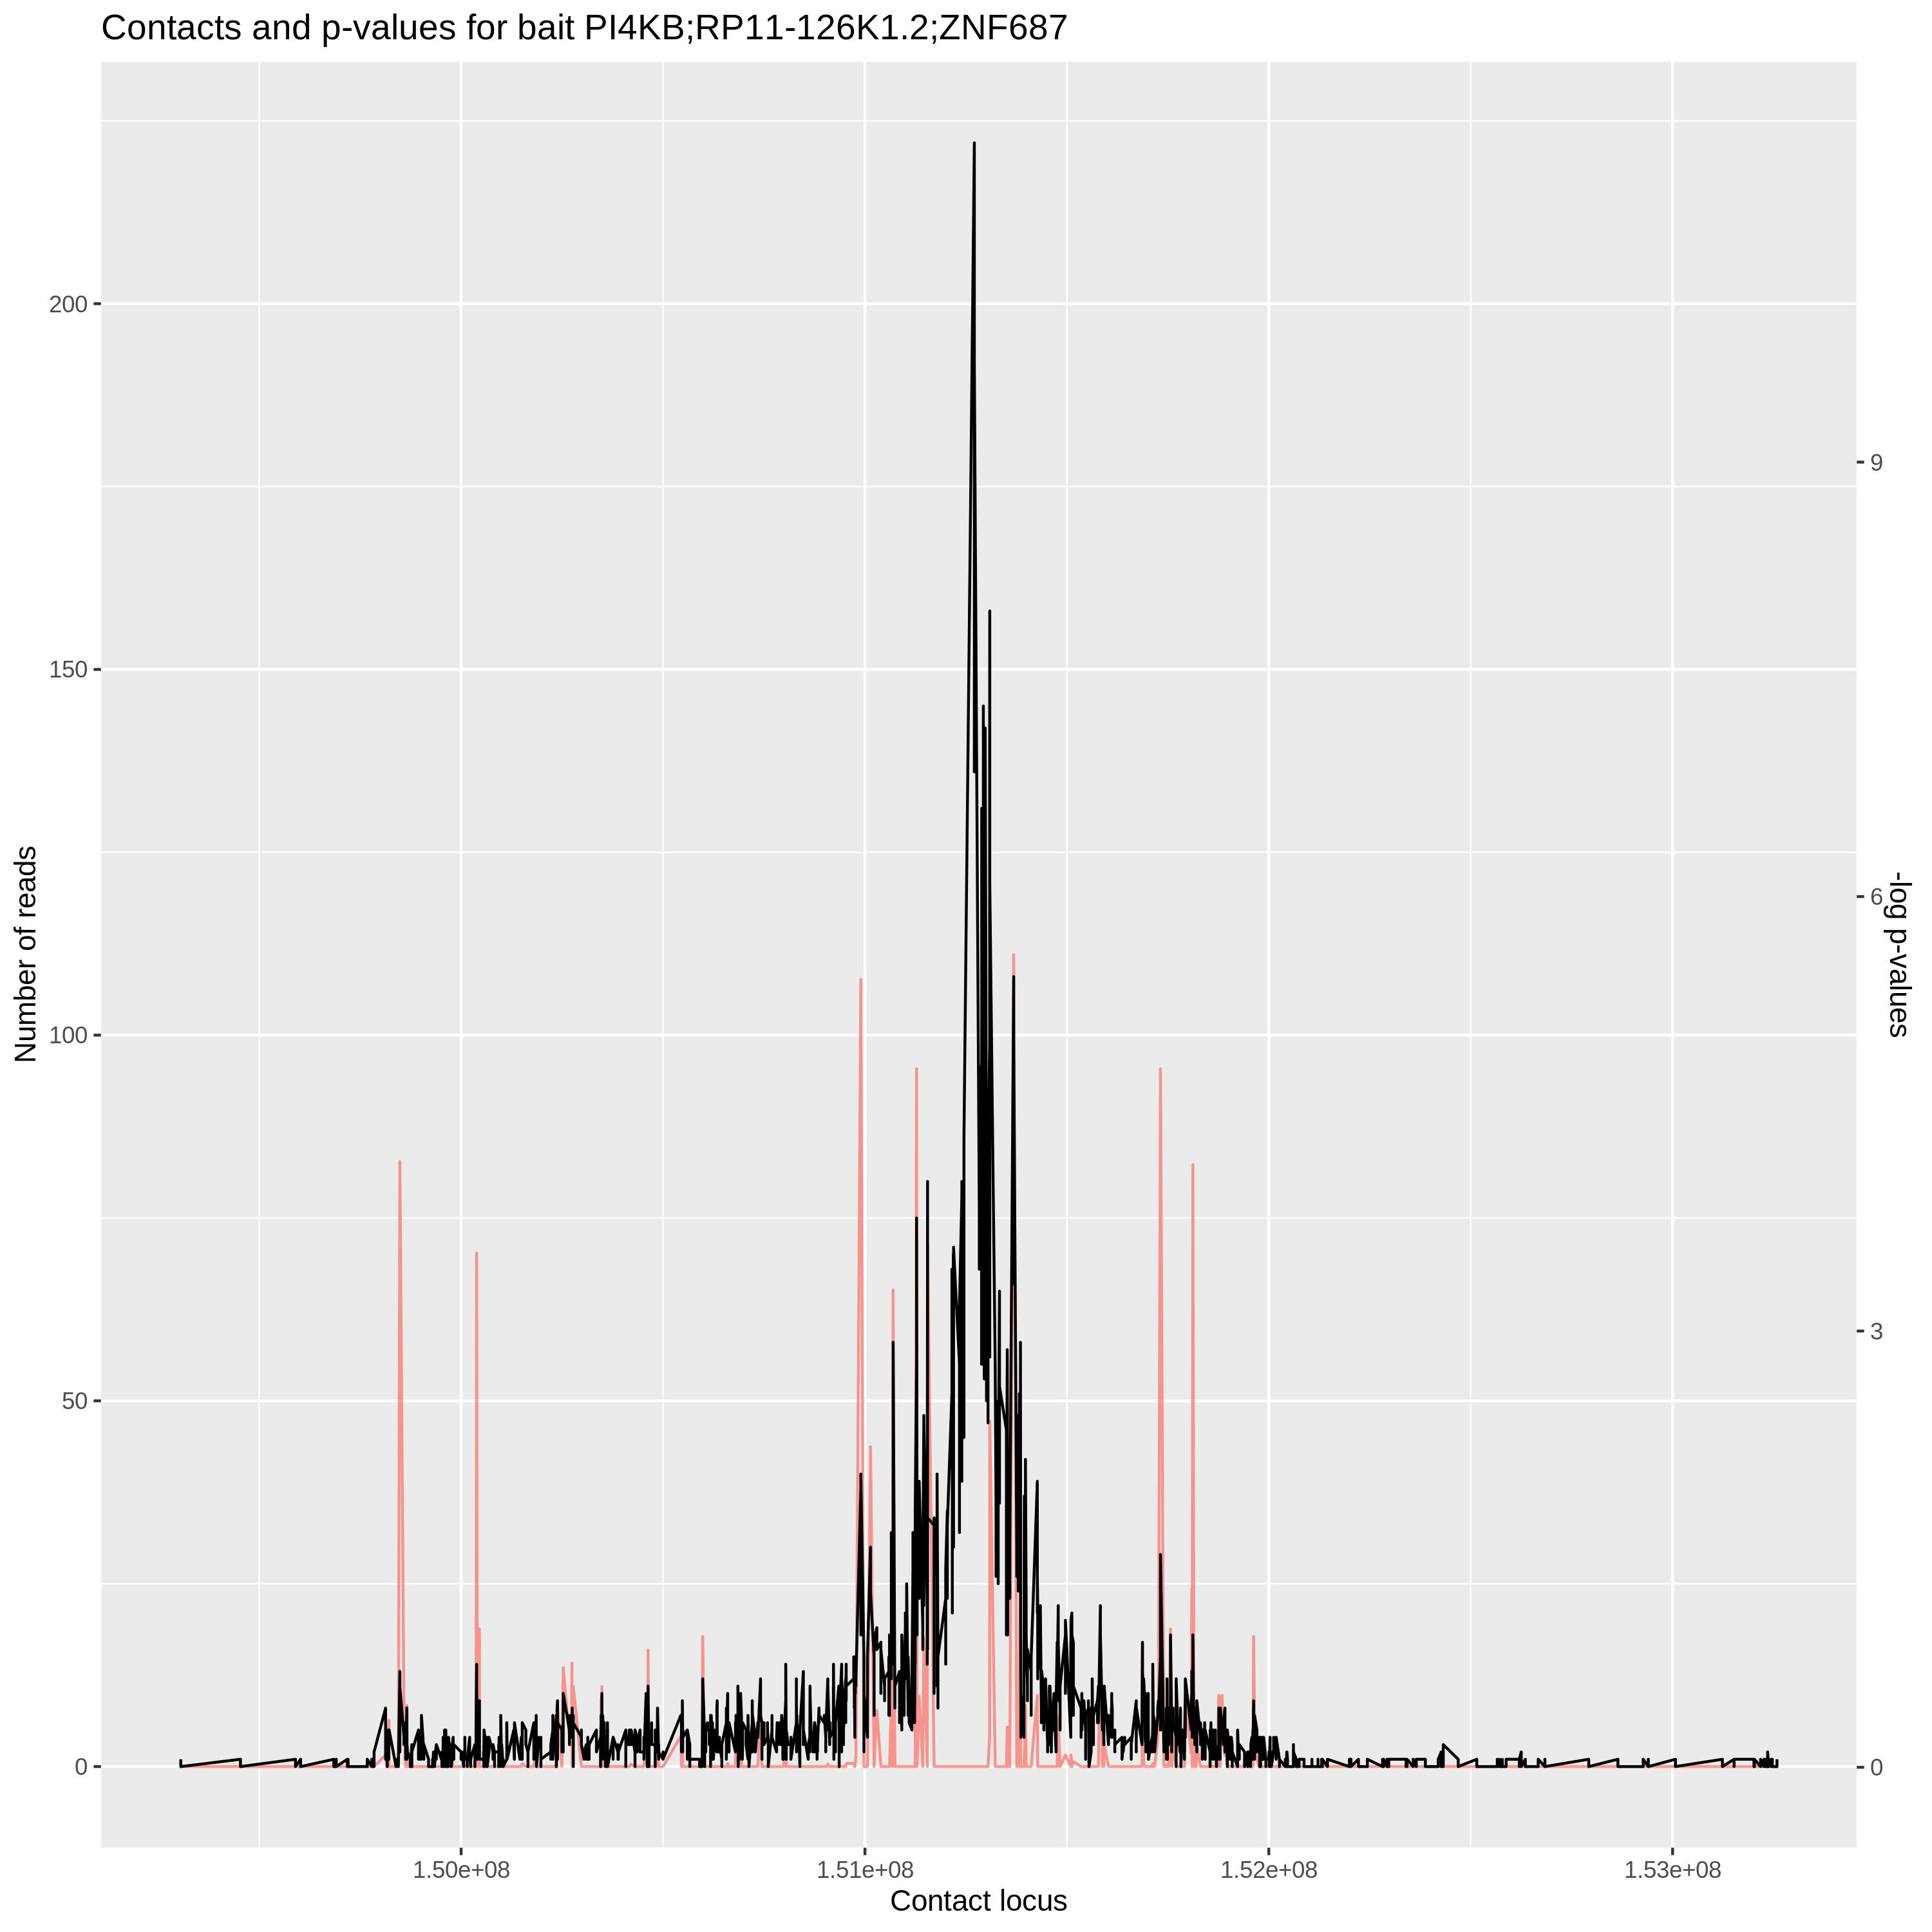 Contacts and p-values for bait PI4KB;RP11-126K1.2;ZNF687
Number of reads
200
150
100
50
0
9
6
3
0
-log p-values
1.50e+08
1.51e+08
1.52e+08
1.53e+08
Contact locus